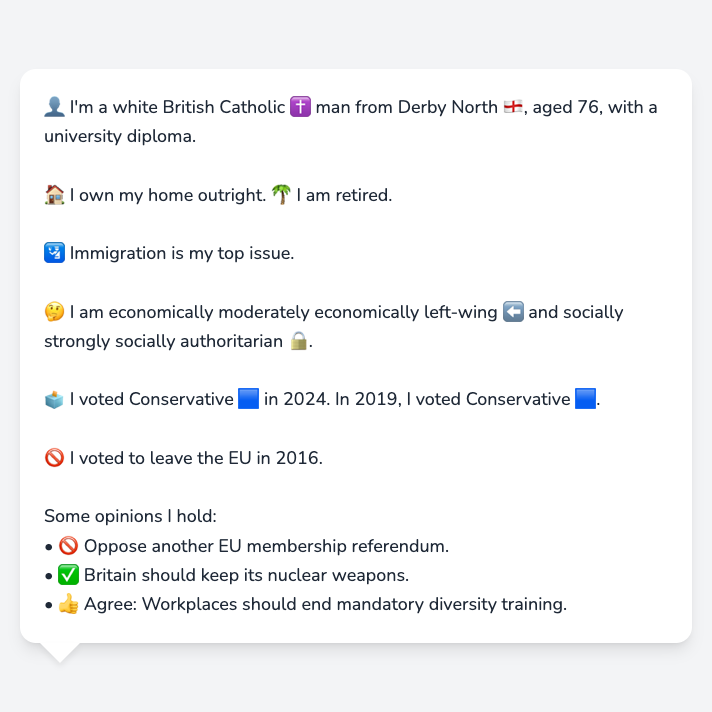 👤 I'm a white British Catholic ✝️ man from Derby North 🏴󠁧󠁢󠁥󠁮󠁧󠁿, aged 76, with a
university diploma.
🏠 I own my home outright. 🌴 I am retired.
🛂 Immigration is my top issue.
🤔 I am economically moderately economically left-wing ⬅️ and socially
strongly socially authoritarian 🔒.
🗳️ I voted Conservative 🟦 in 2024. In 2019, I voted Conservative 🟦.
🚫 I voted to leave the EU in 2016.
Some opinions I hold:
• 🚫 Oppose another EU membership referendum.
• ✅ Britain should keep its nuclear weapons.
• 👍 Agree: Workplaces should end mandatory diversity training.